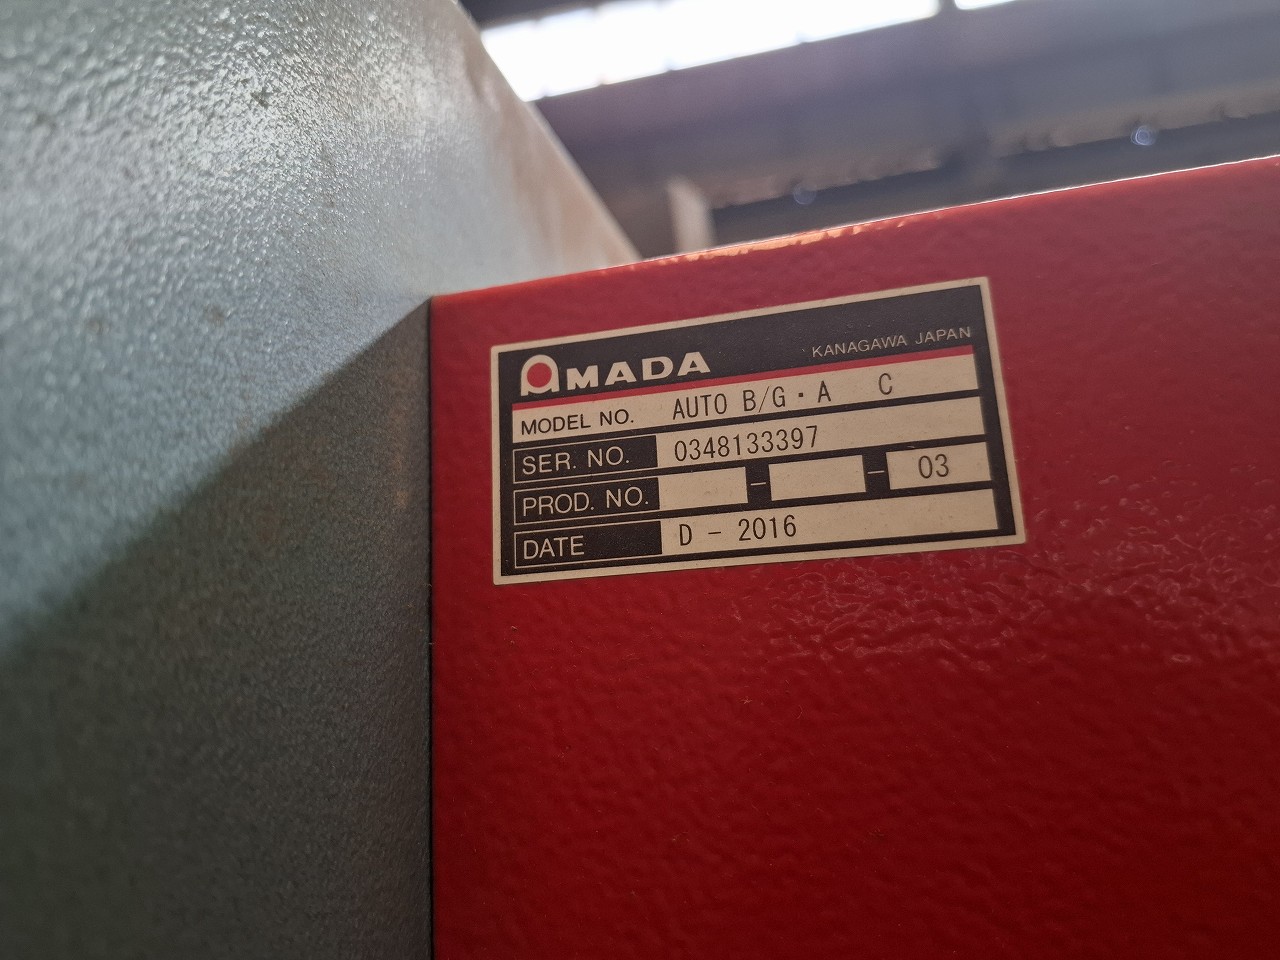 AMADA KANAGAWA JAPAN
MODEL NO. AUTO B/G・A C
SER. NO. 0348133397
PROD. NO. - - 03
DATE D - 2016